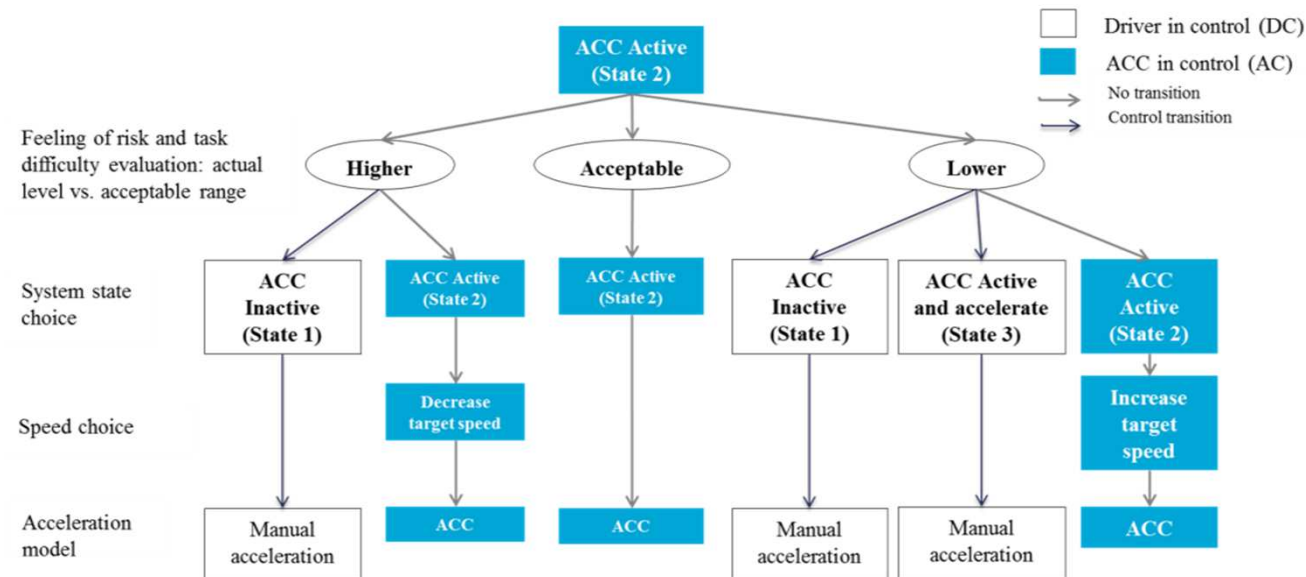 ACC Active
(State 2)
Driver in control (DC)
ACC in control (AC)
No transition
Control transition
Feeling of risk and task
difficulty evaluation: actual
level vs. acceptable range
Higher
Acceptable
Lower
System state
choice
ACC
Inactive
(State 1)
ACC Active
(State 2)
ACC Active
(State 2)
ACC
Inactive
(State 1)
ACC Active
and accelerate
(State 3)
ACC
Active
(State 2)
Speed choice
Decrease
target speed
Increase
target
speed
Acceleration
model
Manual
acceleration
ACC
ACC
Manual
acceleration
Manual
acceleration
ACC